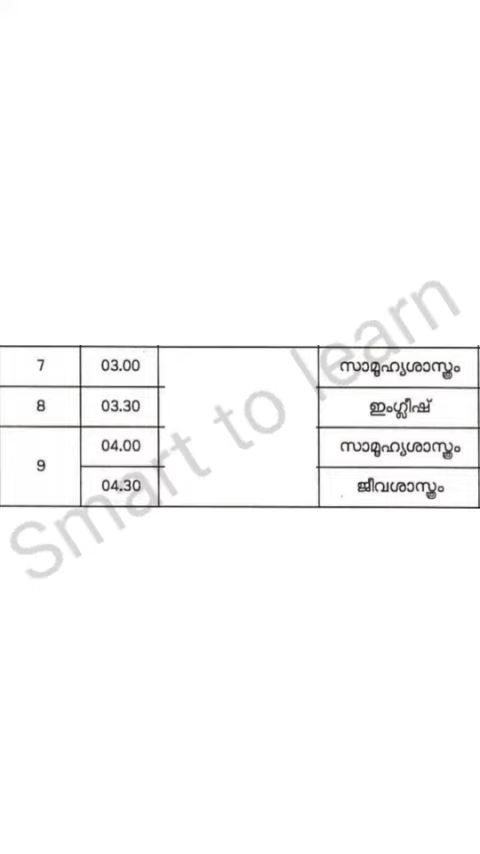 7 03.00 സാമൂഹ്യശാസ്ത്രം
8 03.30 ഇംഗ്ലീഷ്
9 04.00 സാമൂഹ്യശാസ്ത്രം
04.30 ജീവശാസ്ത്രം
Smart to learn